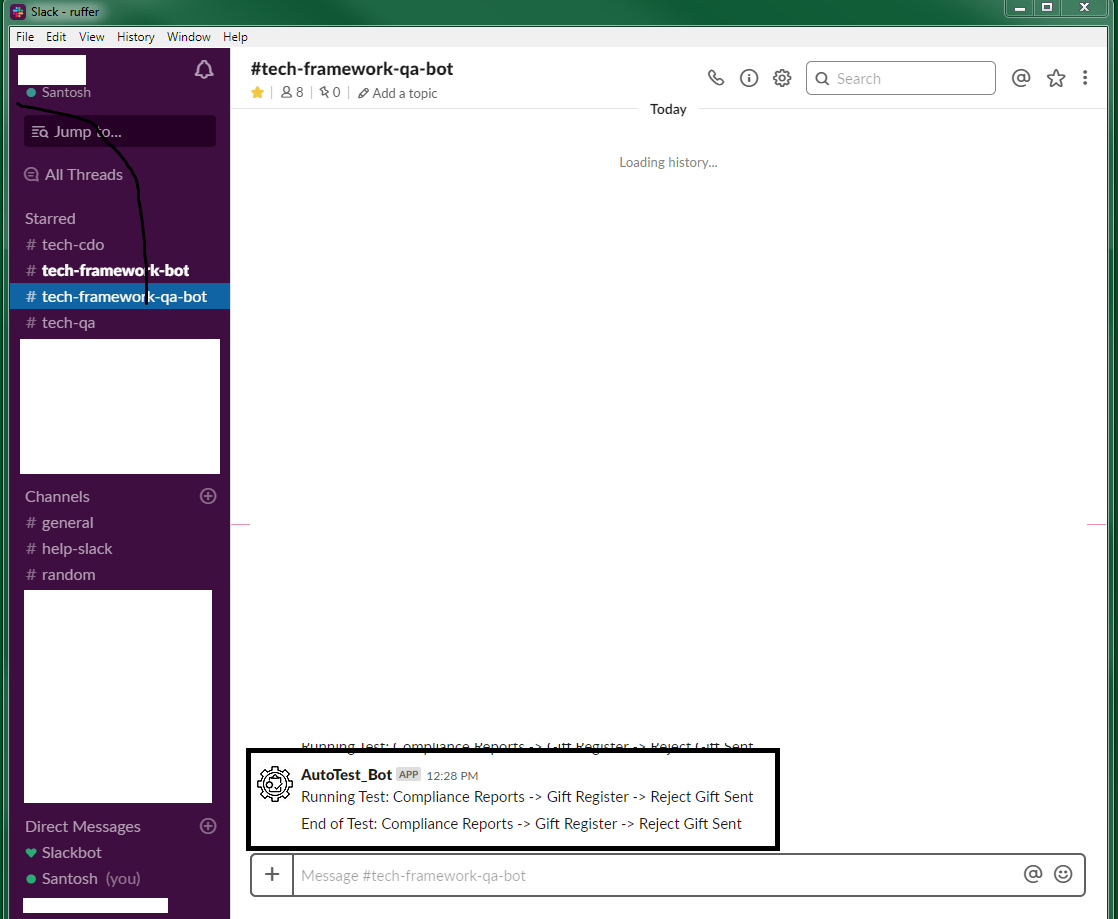 Slack - ruffer
File Edit View History Window Help
Santosh
Jump to...
All Threads
Starred
# tech-cdo
# tech-framework-bot
# tech-framework-qa-bot
# tech-qa
Channels
# general
# help-slack
# random
Direct Messages
Slackbot
Santosh (you)
#tech-framework-qa-bot
8 | 0 | Add a topic
Search
Today
Loading history...
Running Test: Compliance Reports -> Gift Register -> Reject Gift Sent
AutoTest_Bot APP 12:28 PM
Running Test: Compliance Reports -> Gift Register -> Reject Gift Sent
End of Test: Compliance Reports -> Gift Register -> Reject Gift Sent
Message #tech-framework-qa-bot